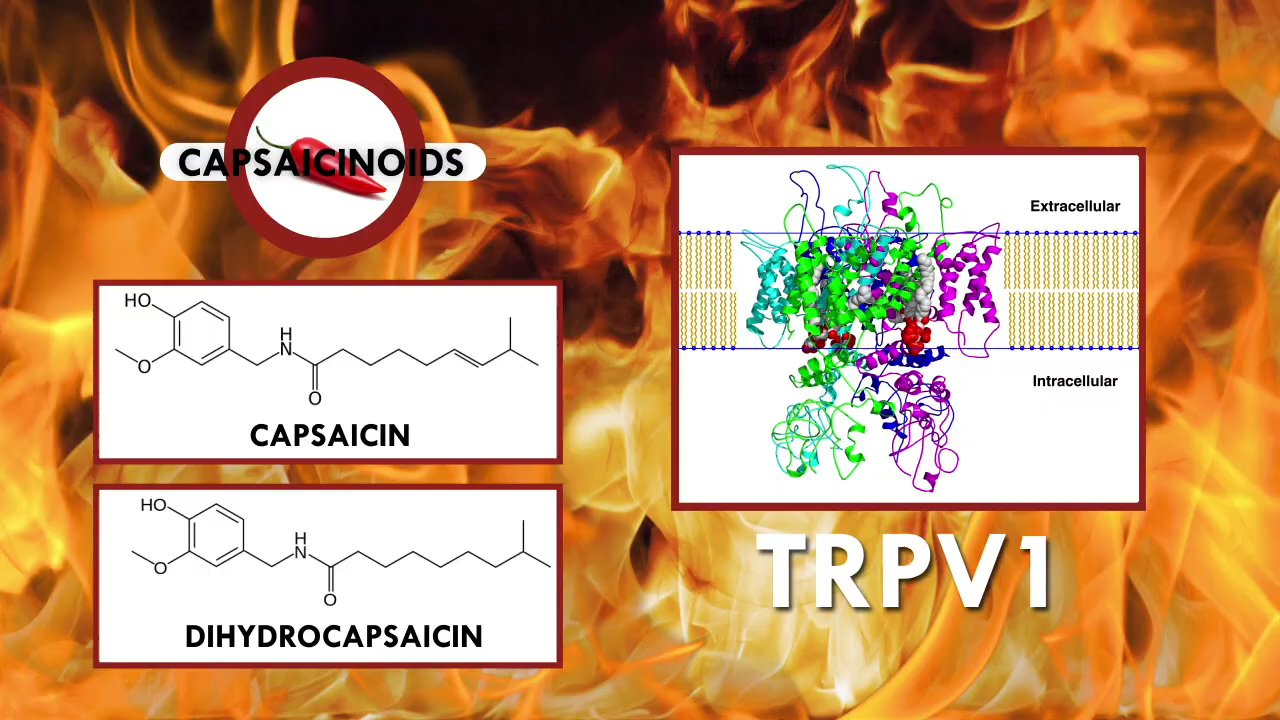 CAPSAICINOIDS
HO
O
H
N
O
CAPSAICIN
HO
O
H
N
O
DIHYDROCAPSAICIN
Extracellular
Intracellular
TRPV1